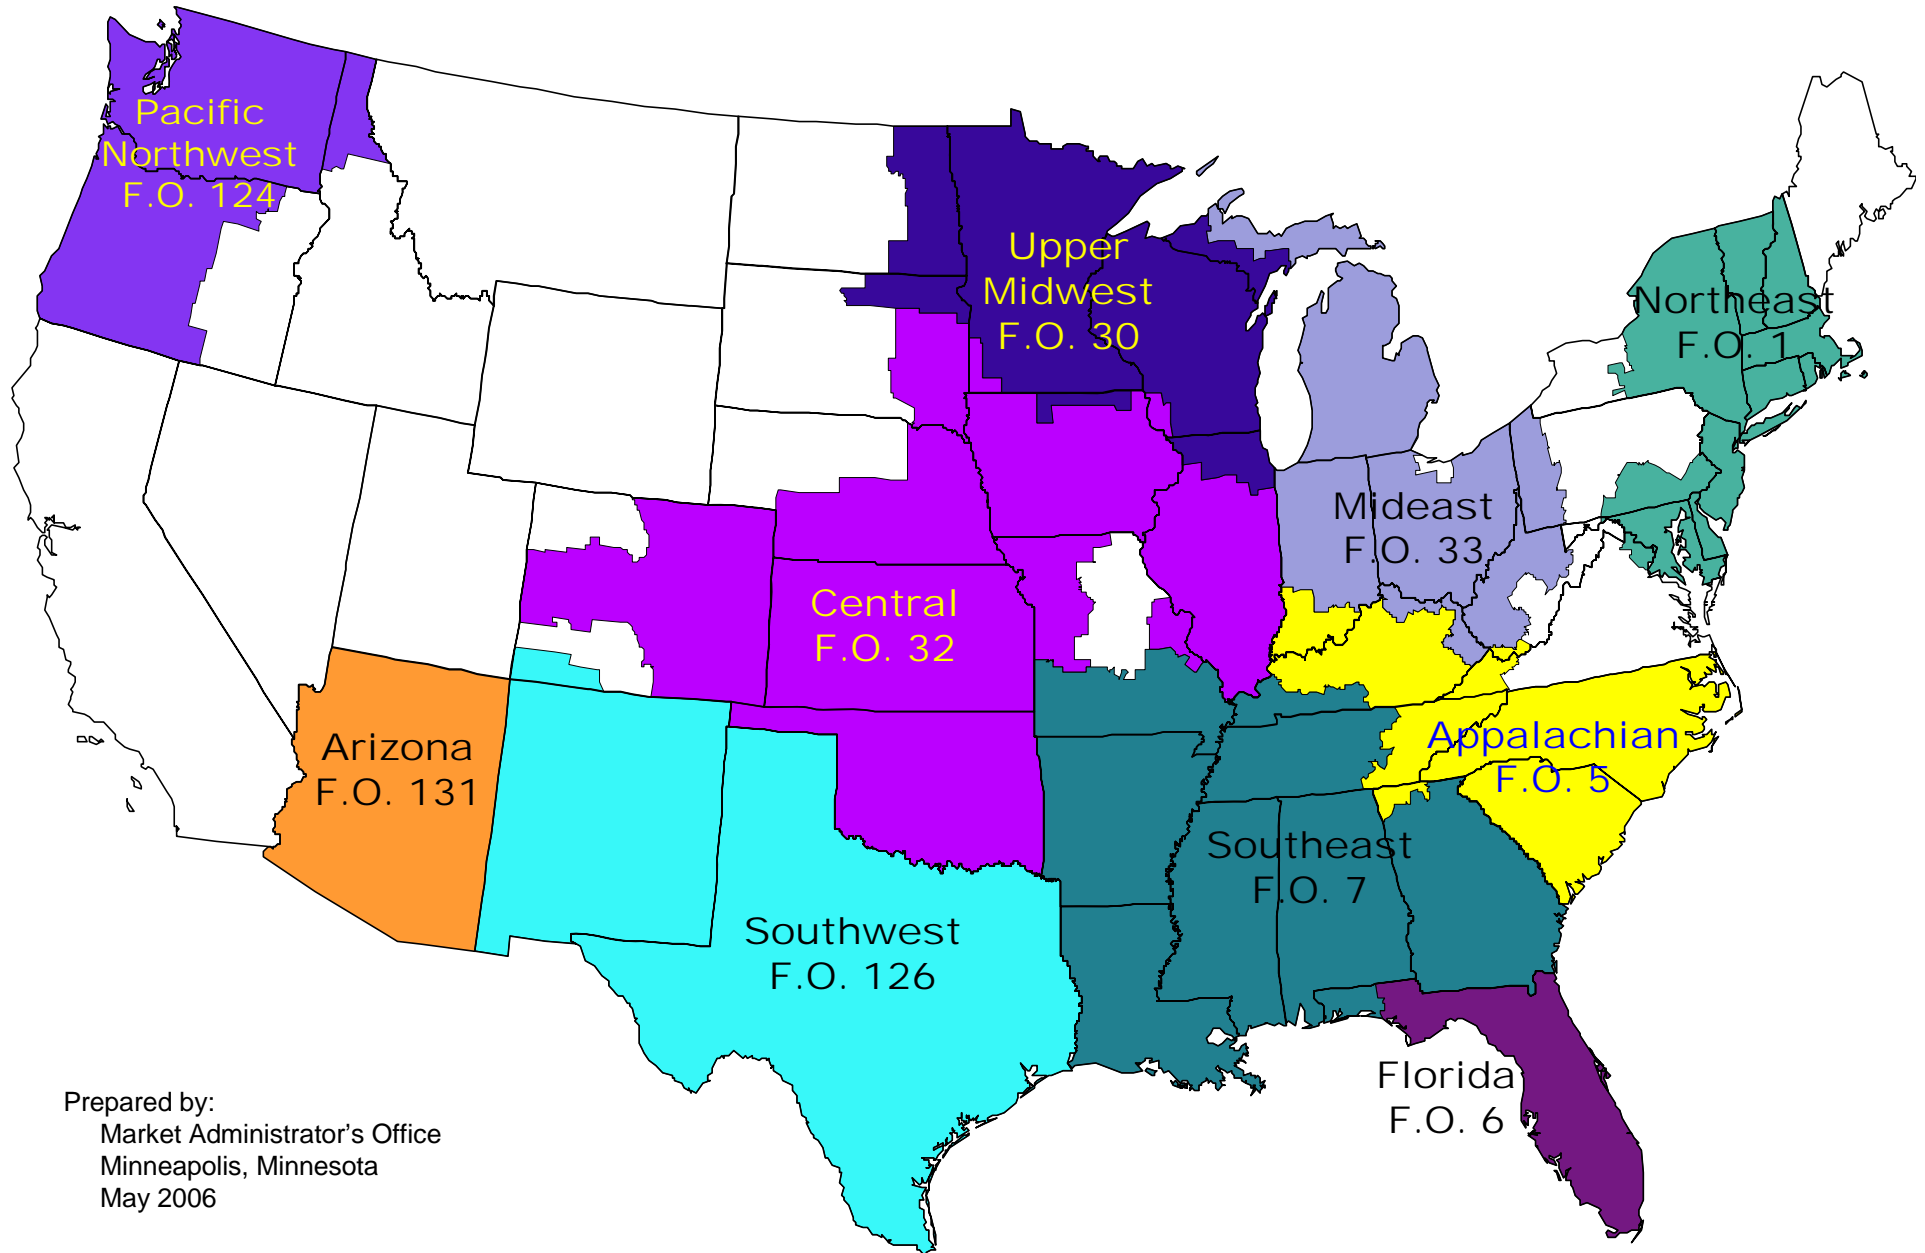 Pacific
Northwest
F.O. 124
Upper
Midwest
F.O. 30
Northeast
F.O. 1
Mideast
F.O. 33
Central
F.O. 32
Arizona
F.O. 131
Appalachian
F.O. 5
Southeast
F.O. 7
Southwest
F.O. 126
Florida
F.O. 6
Prepared by:
Market Administrator's Office
Minneapolis, Minnesota
May 2006